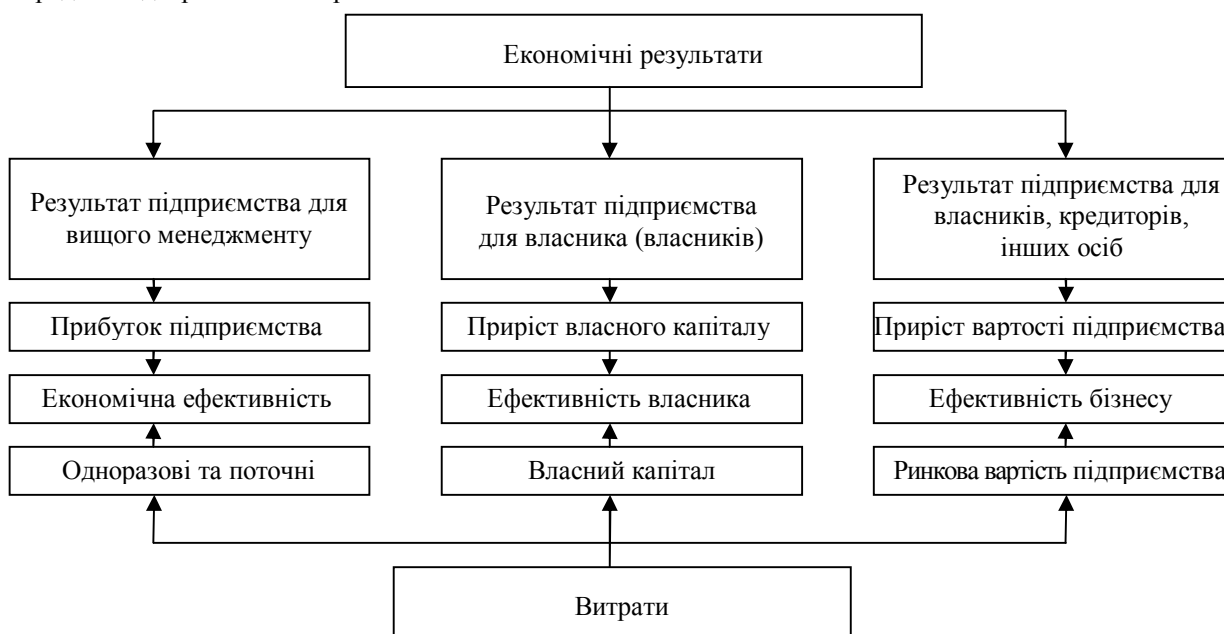 Економічні результати
Результат підприємства для
вищого менеджменту
Результат підприємства
для власника (власників)
Результат підприємства для
власників, кредиторів,
інших осіб
Прибуток підприємства
Приріст власного капіталу
Приріст вартості підприємства
Економічна ефективність
Ефективність власника
Ефективність бізнесу
Одноразові та поточні
Власний капітал
Ринкова вартість підприємства
Витрати